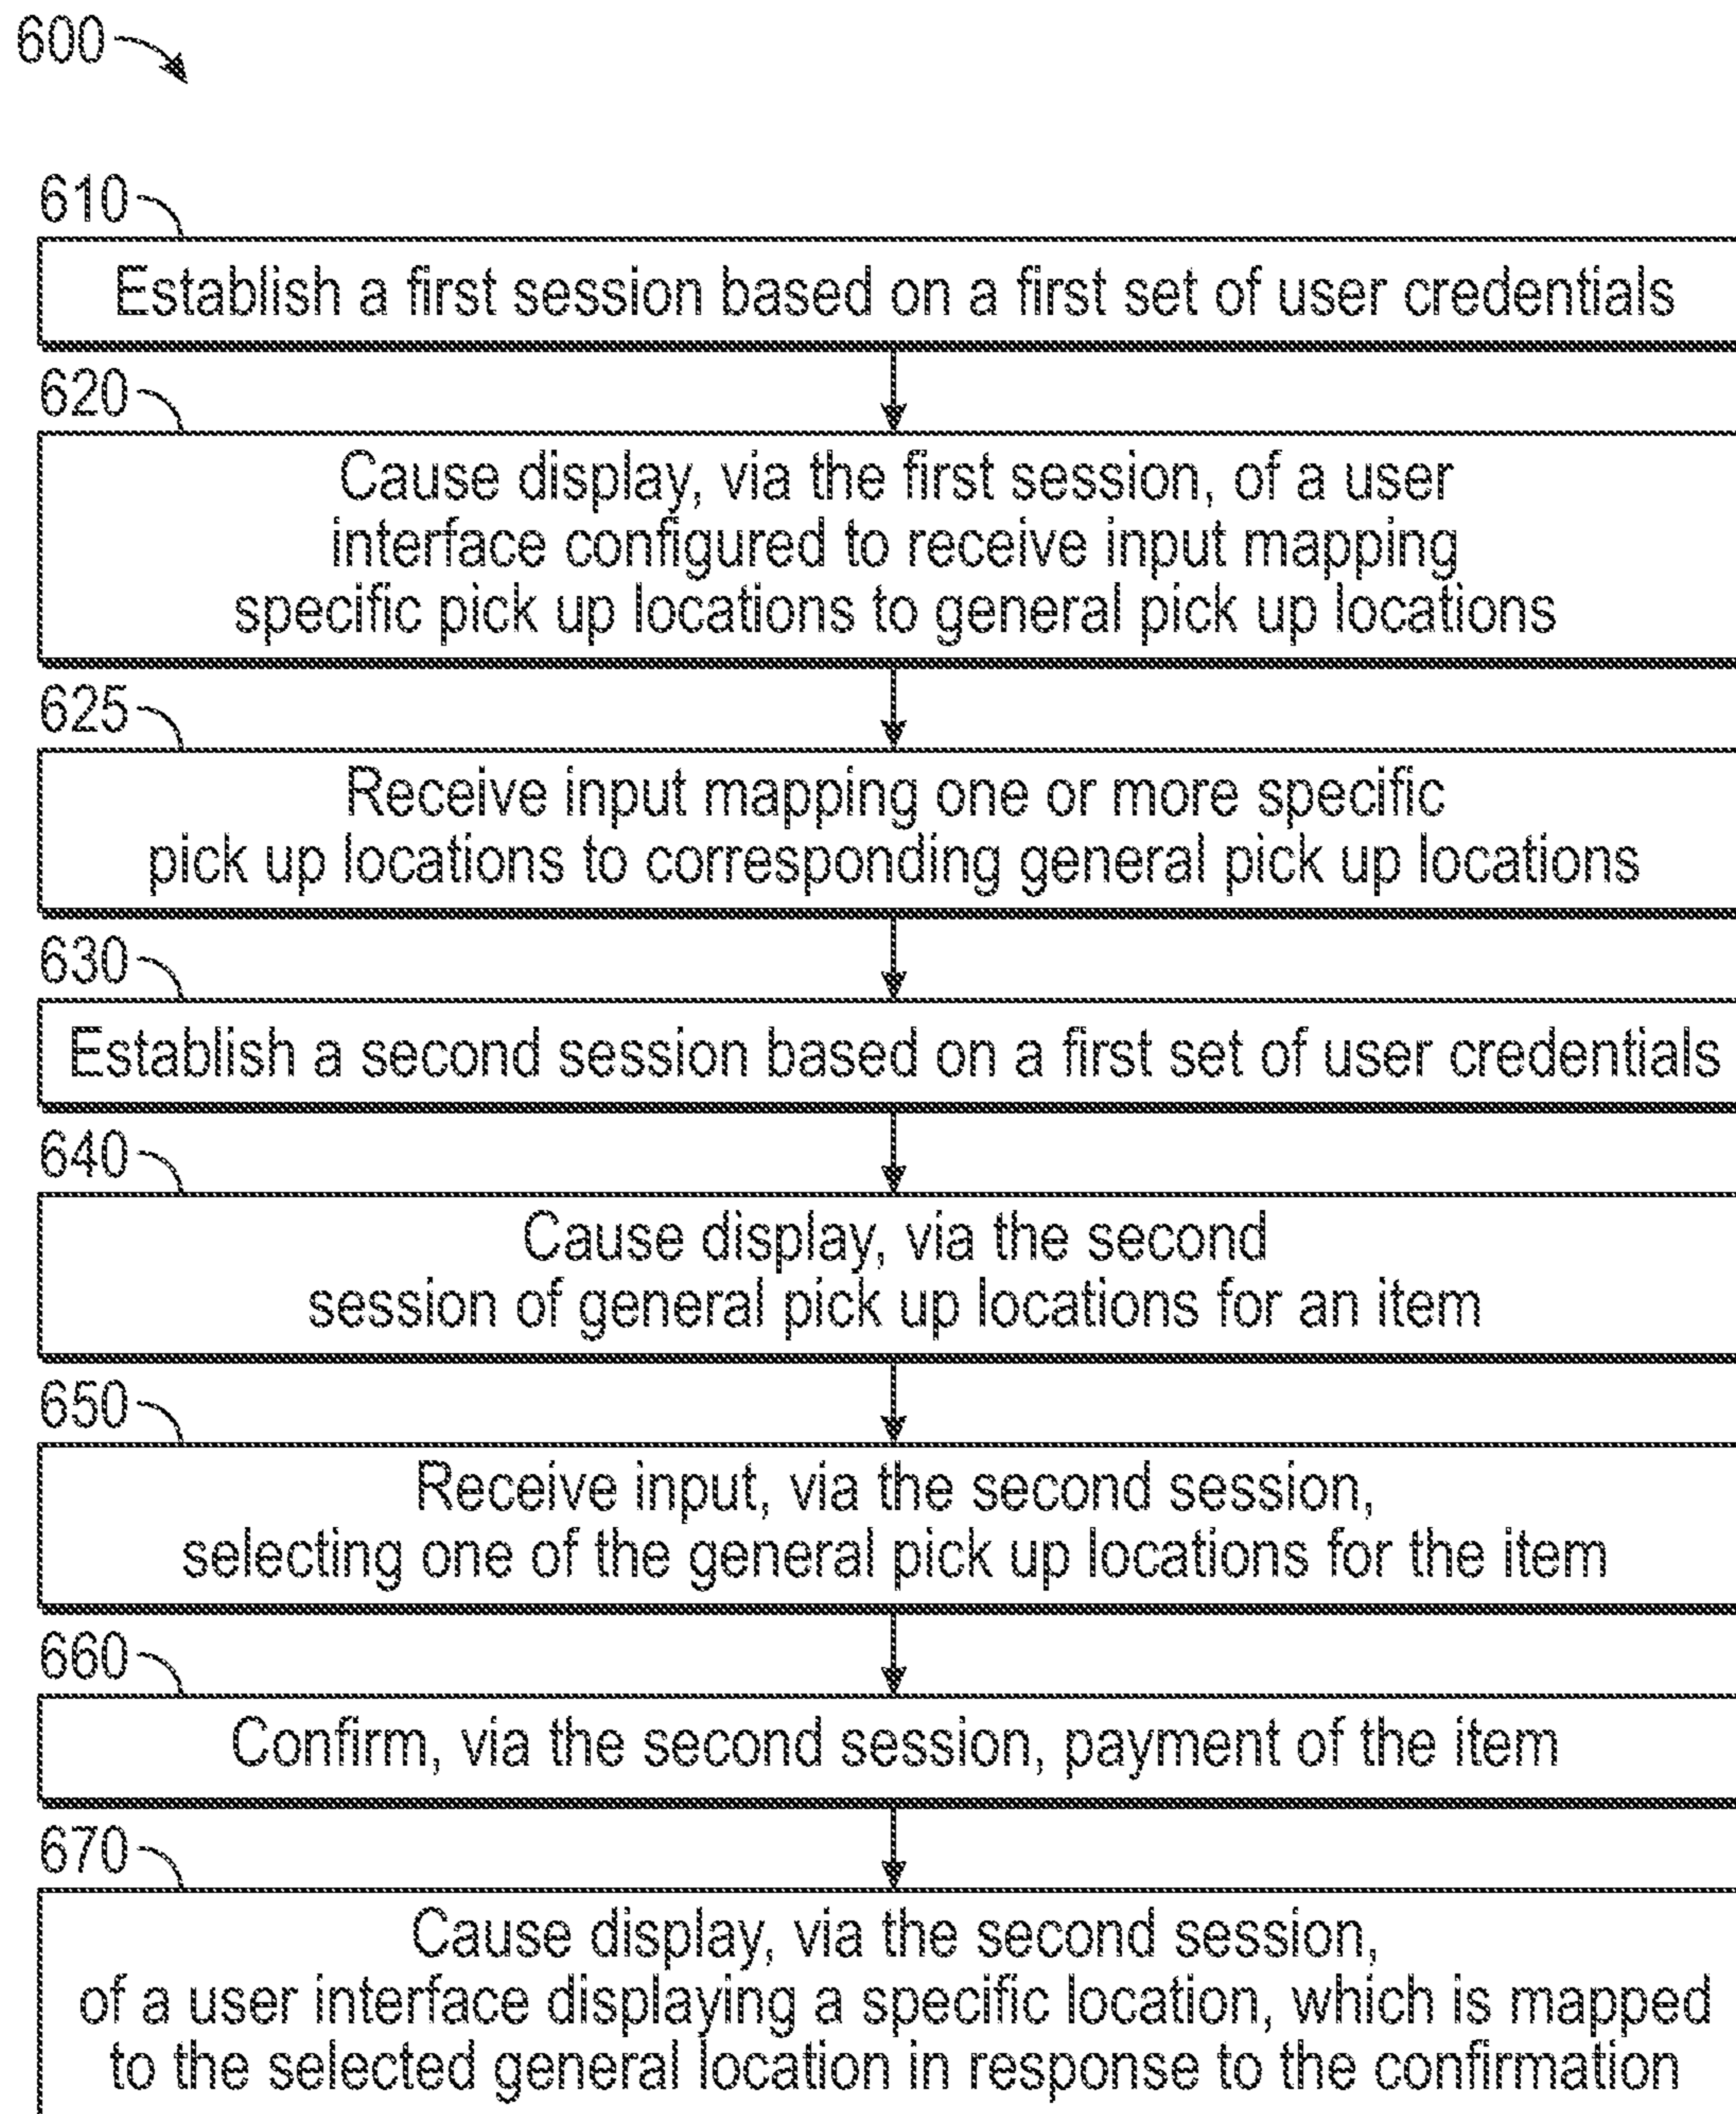 600
610
Establish a first session based on a first set of user credentials
620
Cause display, via the first session, of a user
interface configured to receive input mapping
specific pick up locations to general pick up locations
625
Receive input mapping one or more specific
pick up locations to corresponding general pick up locations
630
Establish a second session based on a first set of user credentials
640
Cause display, via the second
session of general pick up locations for an item
650
Receive input, via the second session,
selecting one of the general pick up locations for the item
660
Confirm, via the second session, payment of the item
670
Cause display, via the second session,
of a user interface displaying a specific location, which is mapped
to the selected general location in response to the confirmation